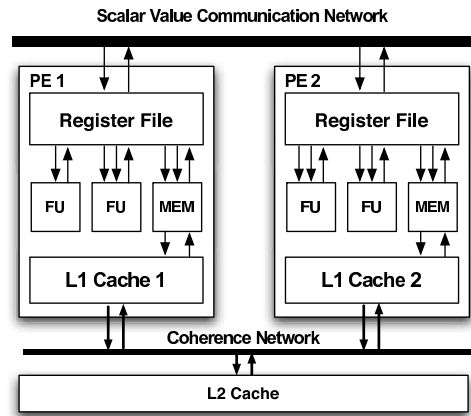 Scalar Value Communication Network
PE 1
PE 2
Register File
Register File
FU
FU
MEM
FU
FU
MEM
L1 Cache 1
L1 Cache 2
Coherence Network
L2 Cache